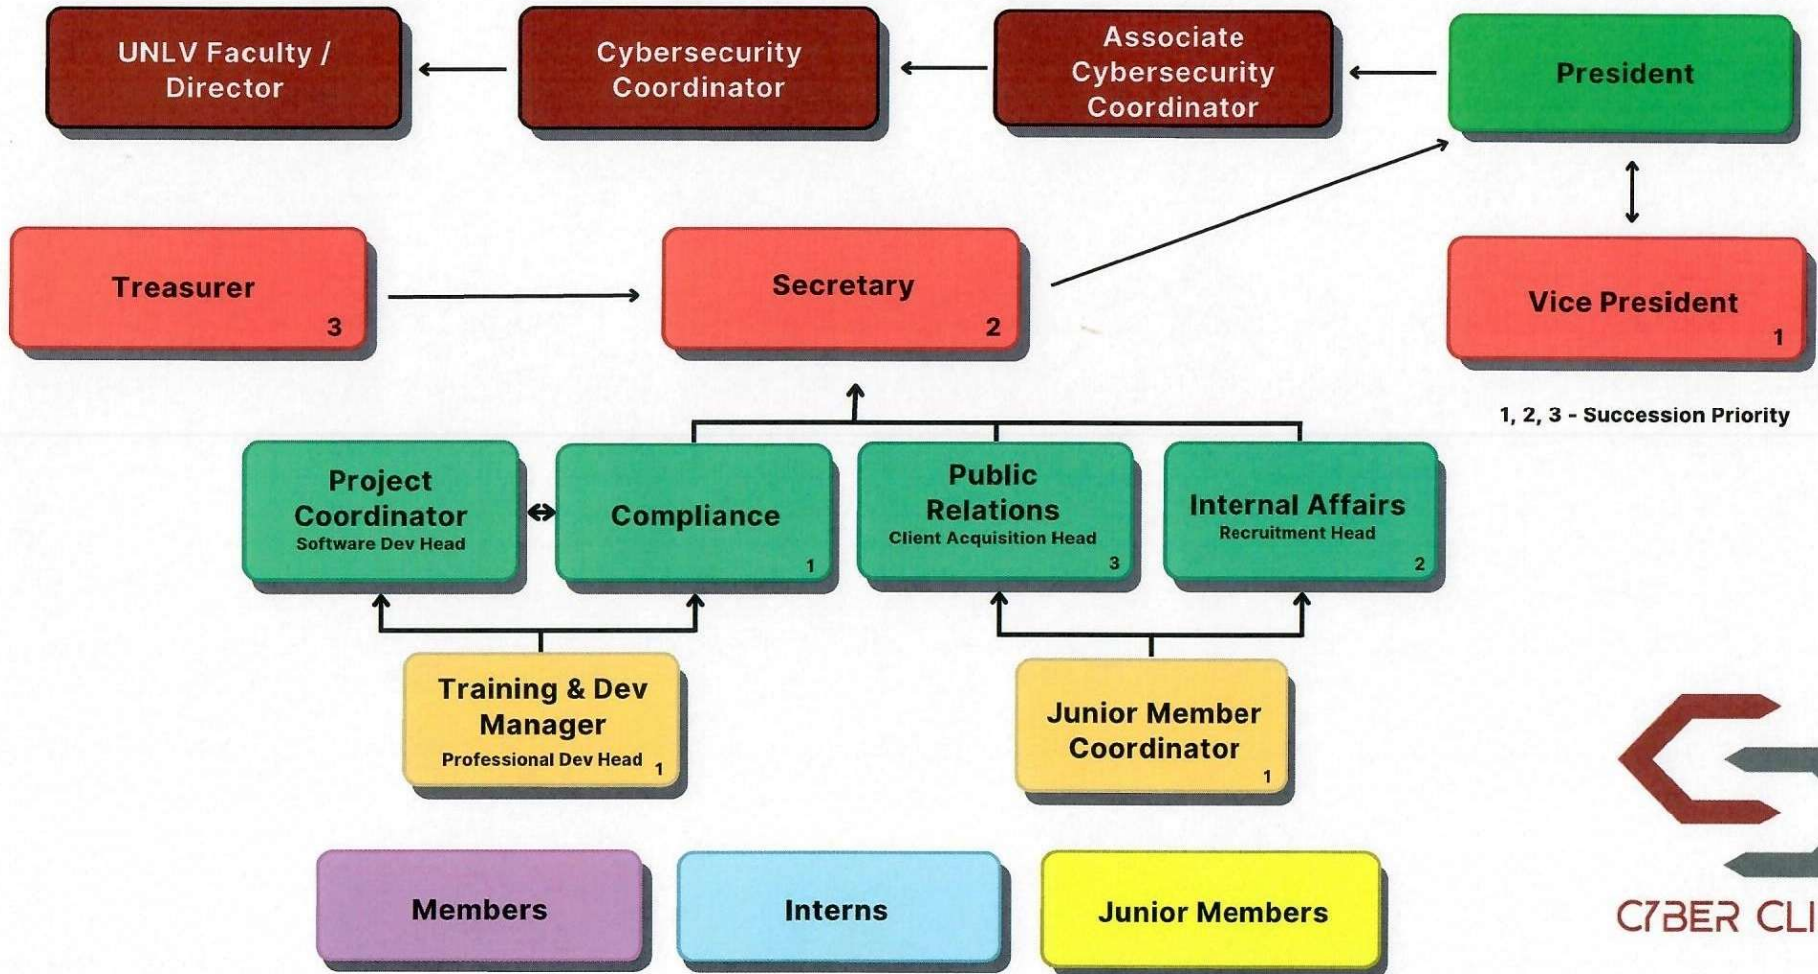 UNLV Faculty /
Director
Cybersecurity
Coordinator
Associate
Cybersecurity
Coordinator
President
Treasurer
3
Secretary
2
Vice President
1
1, 2, 3 - Succession Priority
Project
Coordinator
Software Dev Head
Compliance
1
Public
Relations
Client Acquisition Head
3
Internal Affairs
Recruitment Head
2
Training & Dev
Manager
Professional Dev Head
1
Junior Member
Coordinator
1
Members
Interns
Junior Members
C7BER CLI